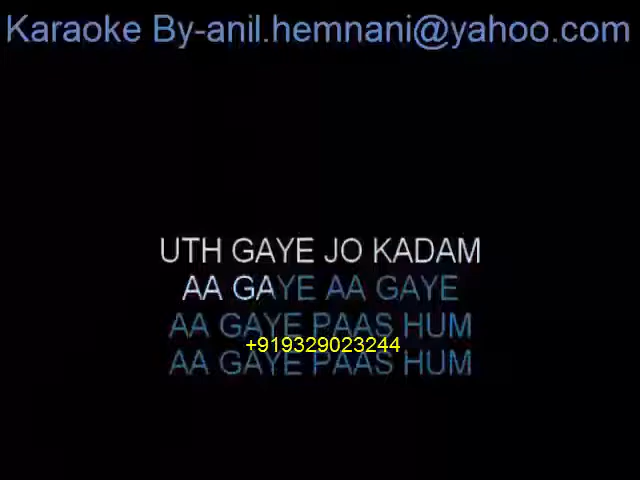 Karaoke By-anil.hemnani@yahoo.com
UTH GAYE JO KADAM
AA GAYE AA GAYE
AA GAYE PAAS HUM
+919329023244
AA GAYE PAAS HUM